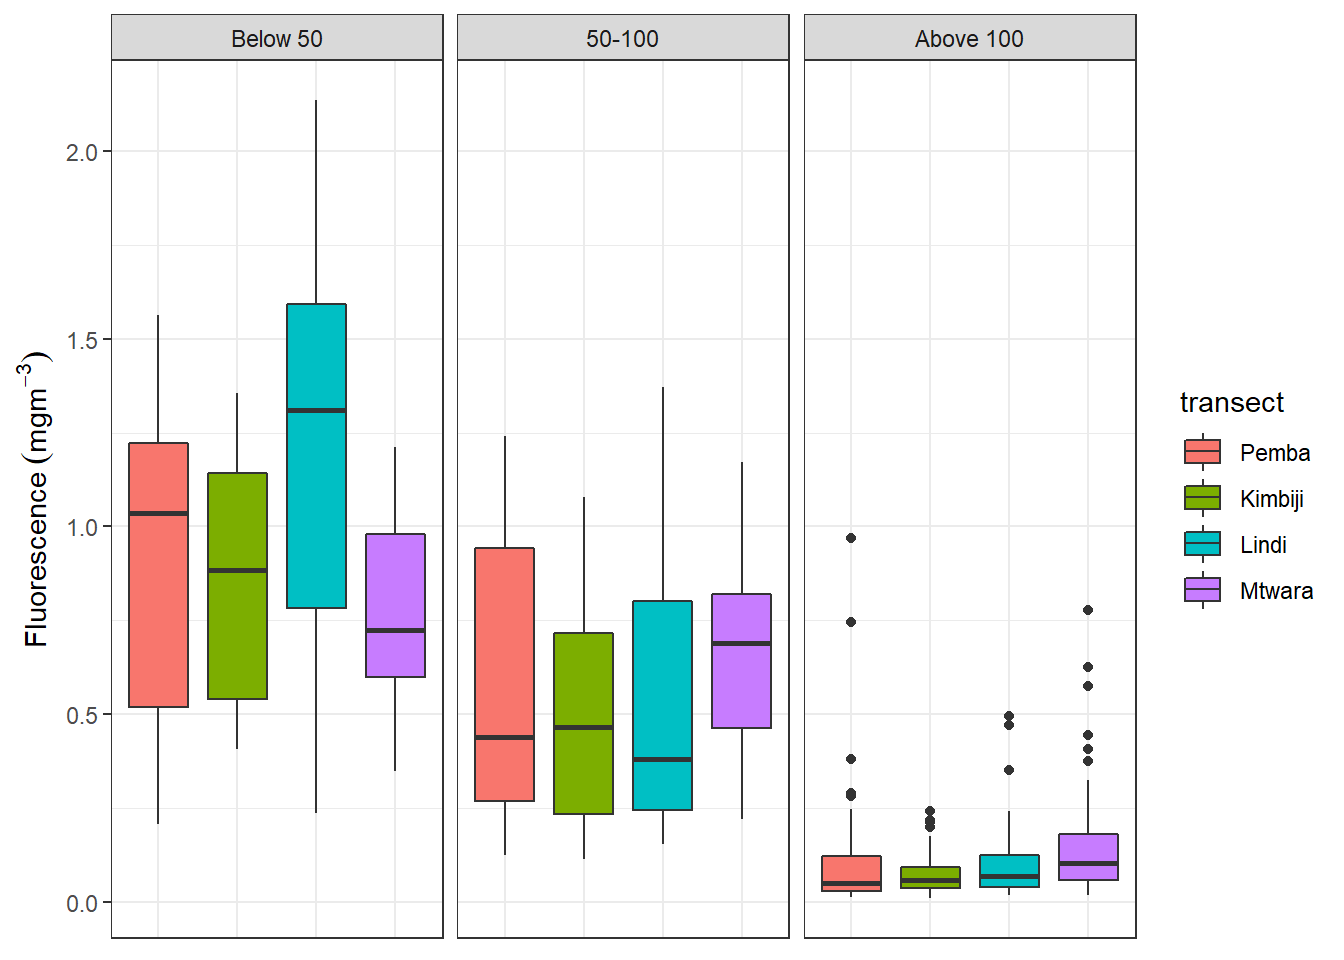 Below 50
50-100
Above 100
2.0
1.5
1.0
0.5
0.0
Fluorescence (mgm⁻³)
transect
Pemba
Kimbiji
Lindi
Mtwara